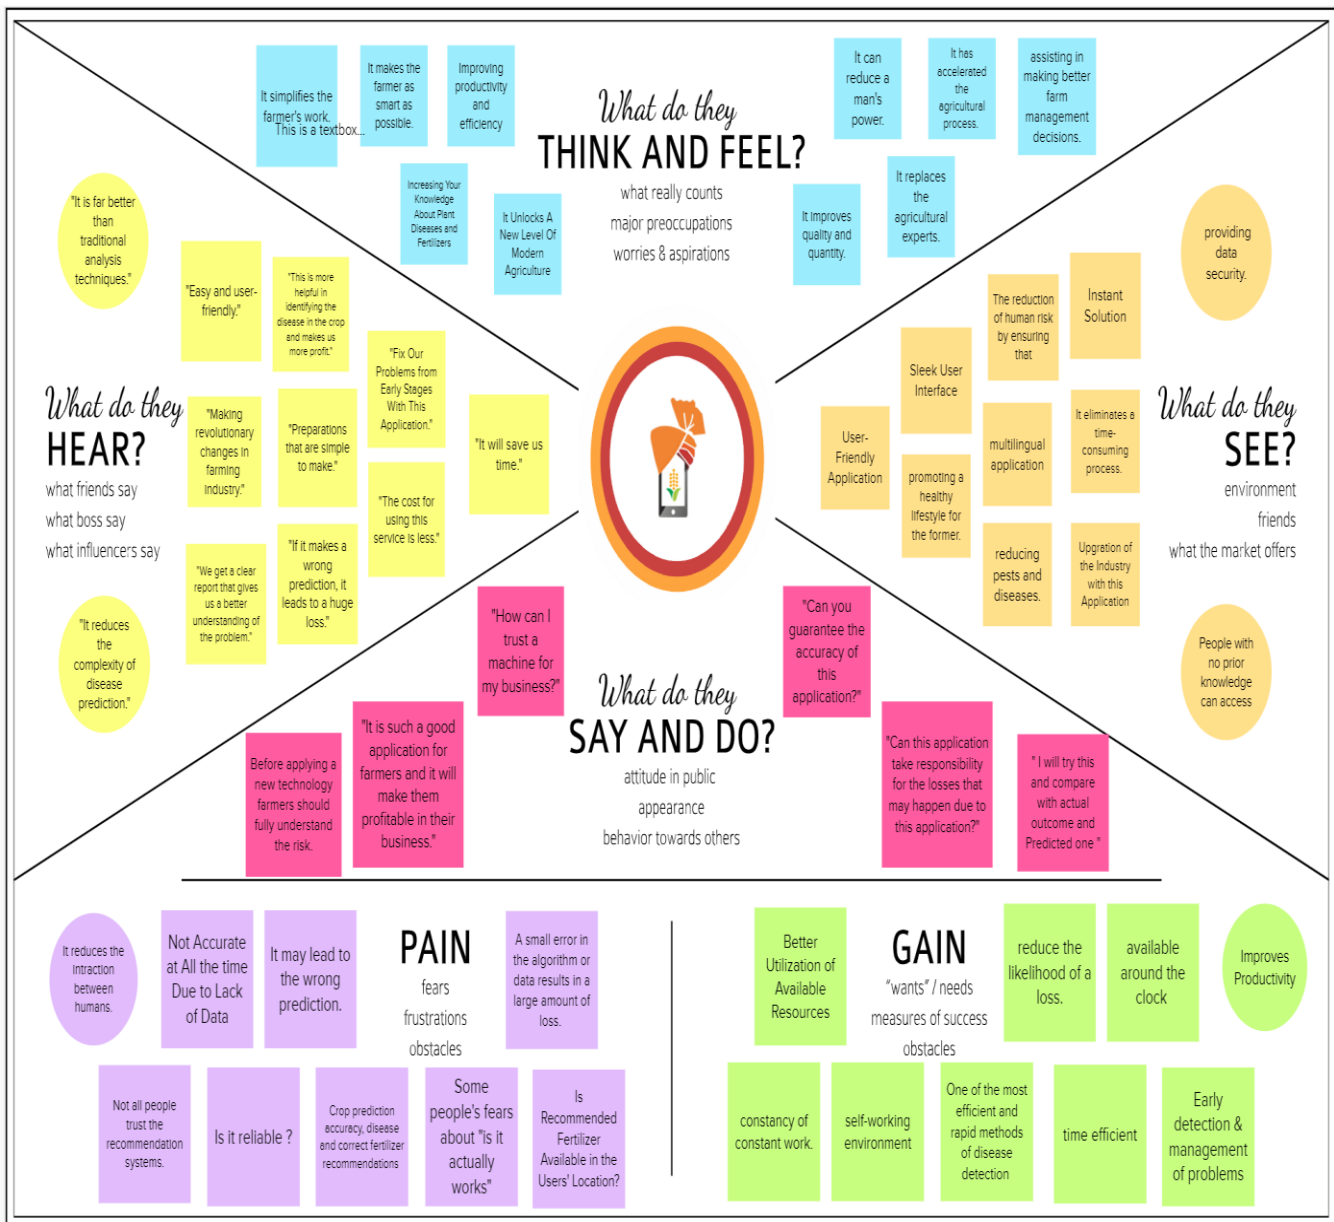 It simplifies the
farmer's work.
This is a textbox...
It makes the
farmer as
smart as
possible.
Improving
productivity
and
efficiency
Increasing Your
Knowledge
About Plant
Diseases and
Fertilizers
It Unlocks A
New Level Of
Modern
Agriculture
What do they
THINK AND FEEL?
what really counts
major preoccupations
worries & aspirations
It can
reduce a
man's
power.
It has
accelerated
the
agricultural
process.
assisting in
making better
farm
management
decisions.
It improves
quality and
quantity.
It replaces
the
agricultural
experts.
"It is far better
than
traditional
analysis
techniques."
"Easy and user-
friendly."
"This is more
helpful in
identifying the
disease in the crop
and makes us
more profit."
"Fix Our
Problems from
Early Stages
With This
Application."
What do they
HEAR?
what friends say
what boss say
what influencers say
"Making
revolutionary
changes in
farming
industry."
"Preparations
that are simple
to make."
"It will save us
time."
"The cost for
using this
service is less."
"We get a clear
report that gives
us a better
understanding of
the problem."
"If it makes a
wrong
prediction, it
leads to a huge
loss."
"It reduces
the
complexity of
disease
prediction."
providing
data
security.
The reduction
of human risk
by ensuring
that
Instant
Solution
Sleek User
Interface
User-
Friendly
Application
multilingual
application
It eliminates a
time-
consuming
process.
promoting a
healthy
lifestyle for
the former.
reducing
pests and
diseases.
Upgration of
the Industry
with this
Application
What do they
SEE?
environment
friends
what the market offers
People with
no prior
knowledge
can access
"How can I
trust a
machine for
my business?"
"It is such a good
application for
farmers and it will
make them
profitable in their
business."
Before applying a
new technology
farmers should
fully understand
the risk.
What do they
SAY AND DO?
attitude in public
appearance
behavior towards others
"Can you
guarantee the
accuracy of
this
application?"
"Can this application
take responsibility
for the losses that
may happen due to
this application?"
" I will try this
and compare
with actual
outcome and
Predicted one "
It reduces the
Intraction
between
humans.
Not Accurate
at All the time
Due to Lack
of Data
It may lead to
the wrong
prediction.
PAIN
fears
frustrations
obstacles
A small error in
the algorithm or
data results in a
large amount of
loss.
Not all people
trust the
recommendation
systems.
Is it reliable ?
Crop prediction
accuracy, disease
and correct fertilizer
recommendations
Some
people's fears
about "is it
actually
works"
Is
Recommended
Fertilizer
Available in the
Users' Location?
Better
Utilization of
Available
Resources
GAIN
"wants" / needs
measures of success
obstacles
reduce the
likelihood of a
loss.
available
around the
clock
Improves
Productivity
constancy of
constant work.
self-working
environment
One of the most
efficient and
rapid methods
of disease
detection
time efficient
Early
detection &
management
of problems